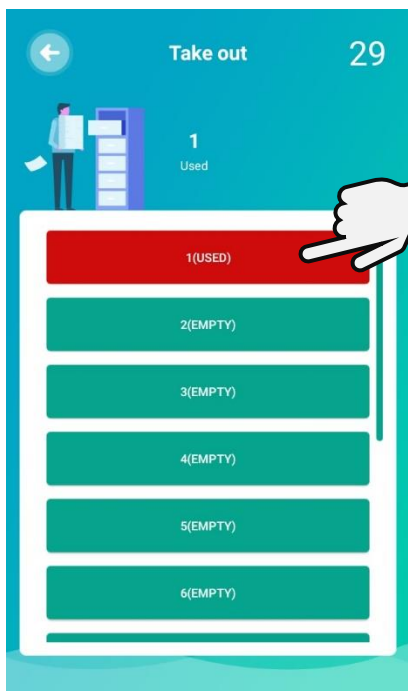 Take out
29
1
Used
1(USED)
2(EMPTY)
3(EMPTY)
4(EMPTY)
5(EMPTY)
6(EMPTY)